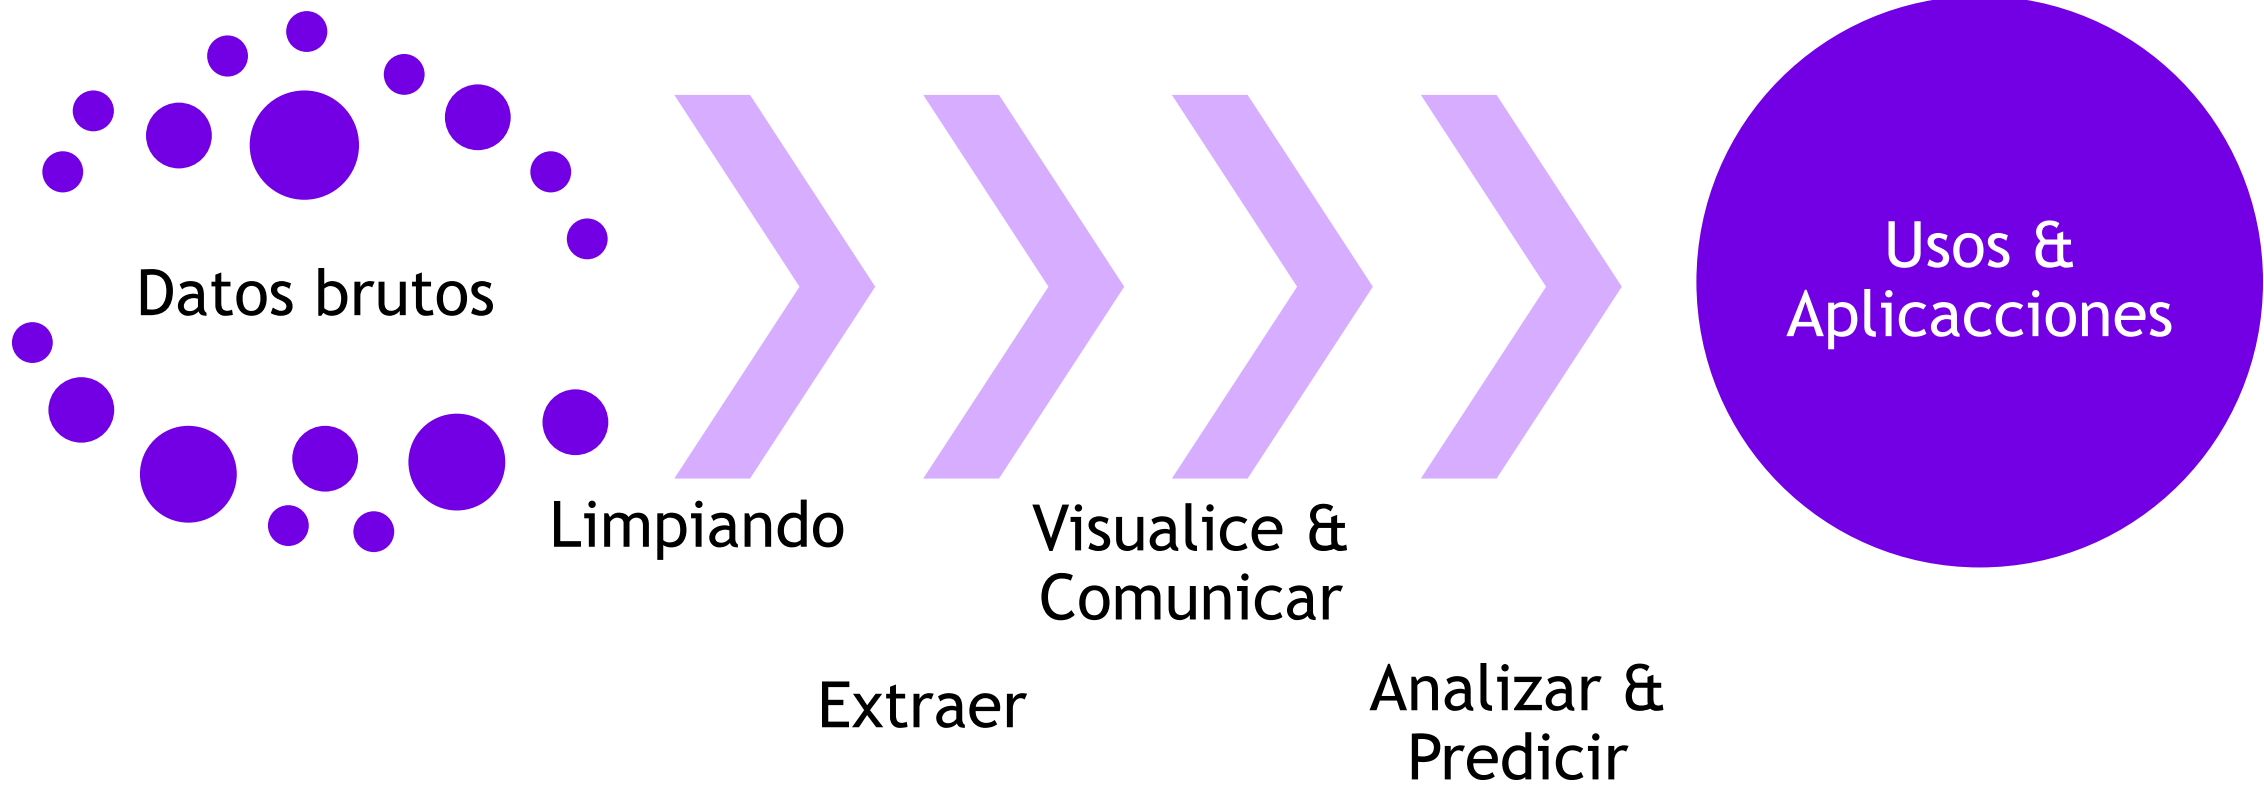 Datos brutos
Limpiando
Extraer
Visualice &
Comunicar
Analizar &
Predicir
Usos &
Aplicacciones